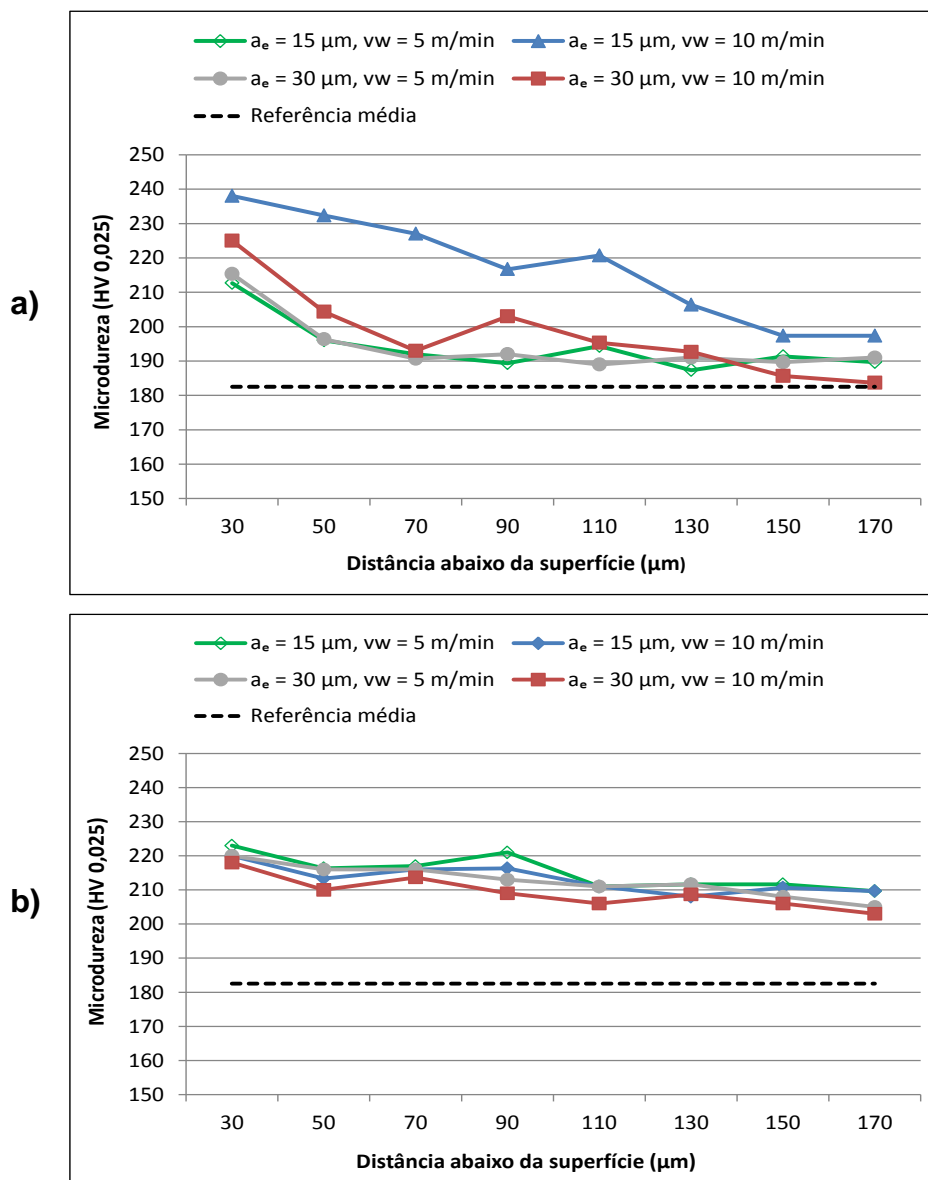 a)
aₑ = 15 µm, vw = 5 m/min aₑ = 15 µm, vw = 10 m/min
aₑ = 30 µm, vw = 5 m/min aₑ = 30 µm, vw = 10 m/min
Referência média
Microdureza (HV 0,025)
250
240
230
220
210
200
190
180
170
160
150
30 50 70 90 110 130 150 170
Distância abaixo da superfície (µm)
b)
aₑ = 15 µm, vw = 5 m/min aₑ = 15 µm, vw = 10 m/min
aₑ = 30 µm, vw = 5 m/min aₑ = 30 µm, vw = 10 m/min
Referência média
Microdureza (HV 0,025)
250
240
230
220
210
200
190
180
170
160
150
30 50 70 90 110 130 150 170
Distância abaixo da superfície (µm)